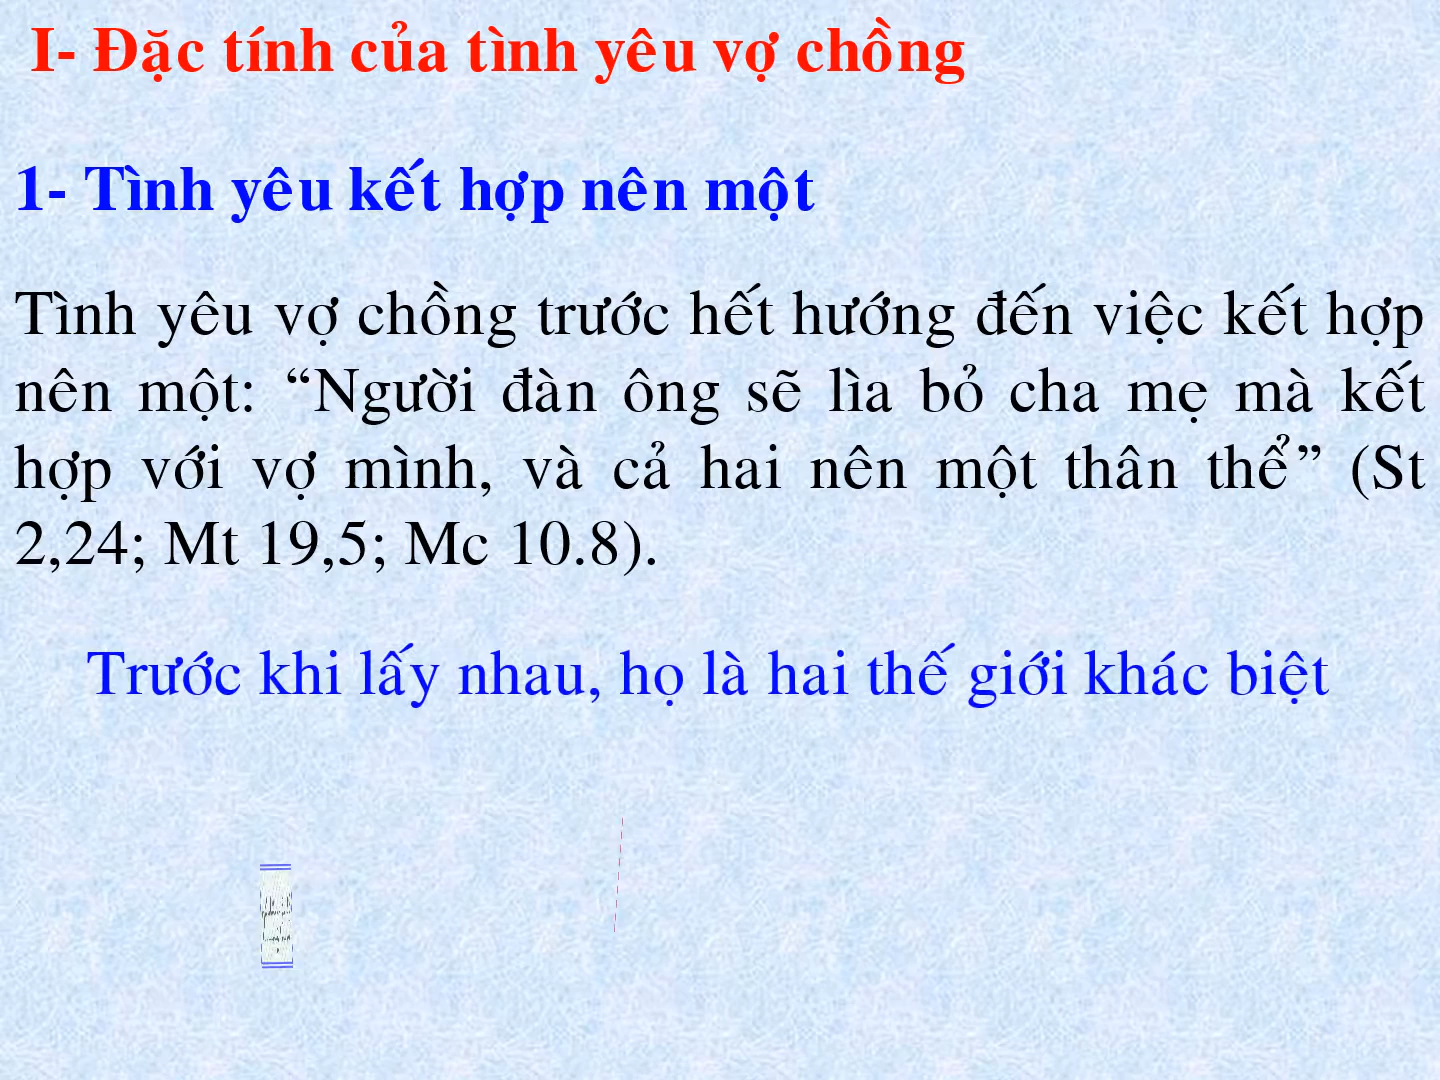 I- Đặc tính của tình yêu vợ chồng
1- Tình yêu kết hợp nên một
Tình yêu vợ chồng trước hết hướng đến việc kết hợp
nên một: “Người đàn ông sẽ lìa bỏ cha mẹ mà kết
hợp với vợ mình, và cả hai nên một thân thể” (St
2,24; Mt 19,5; Mc 10.8).
Trước khi lấy nhau, họ là hai thế giới khác biệt